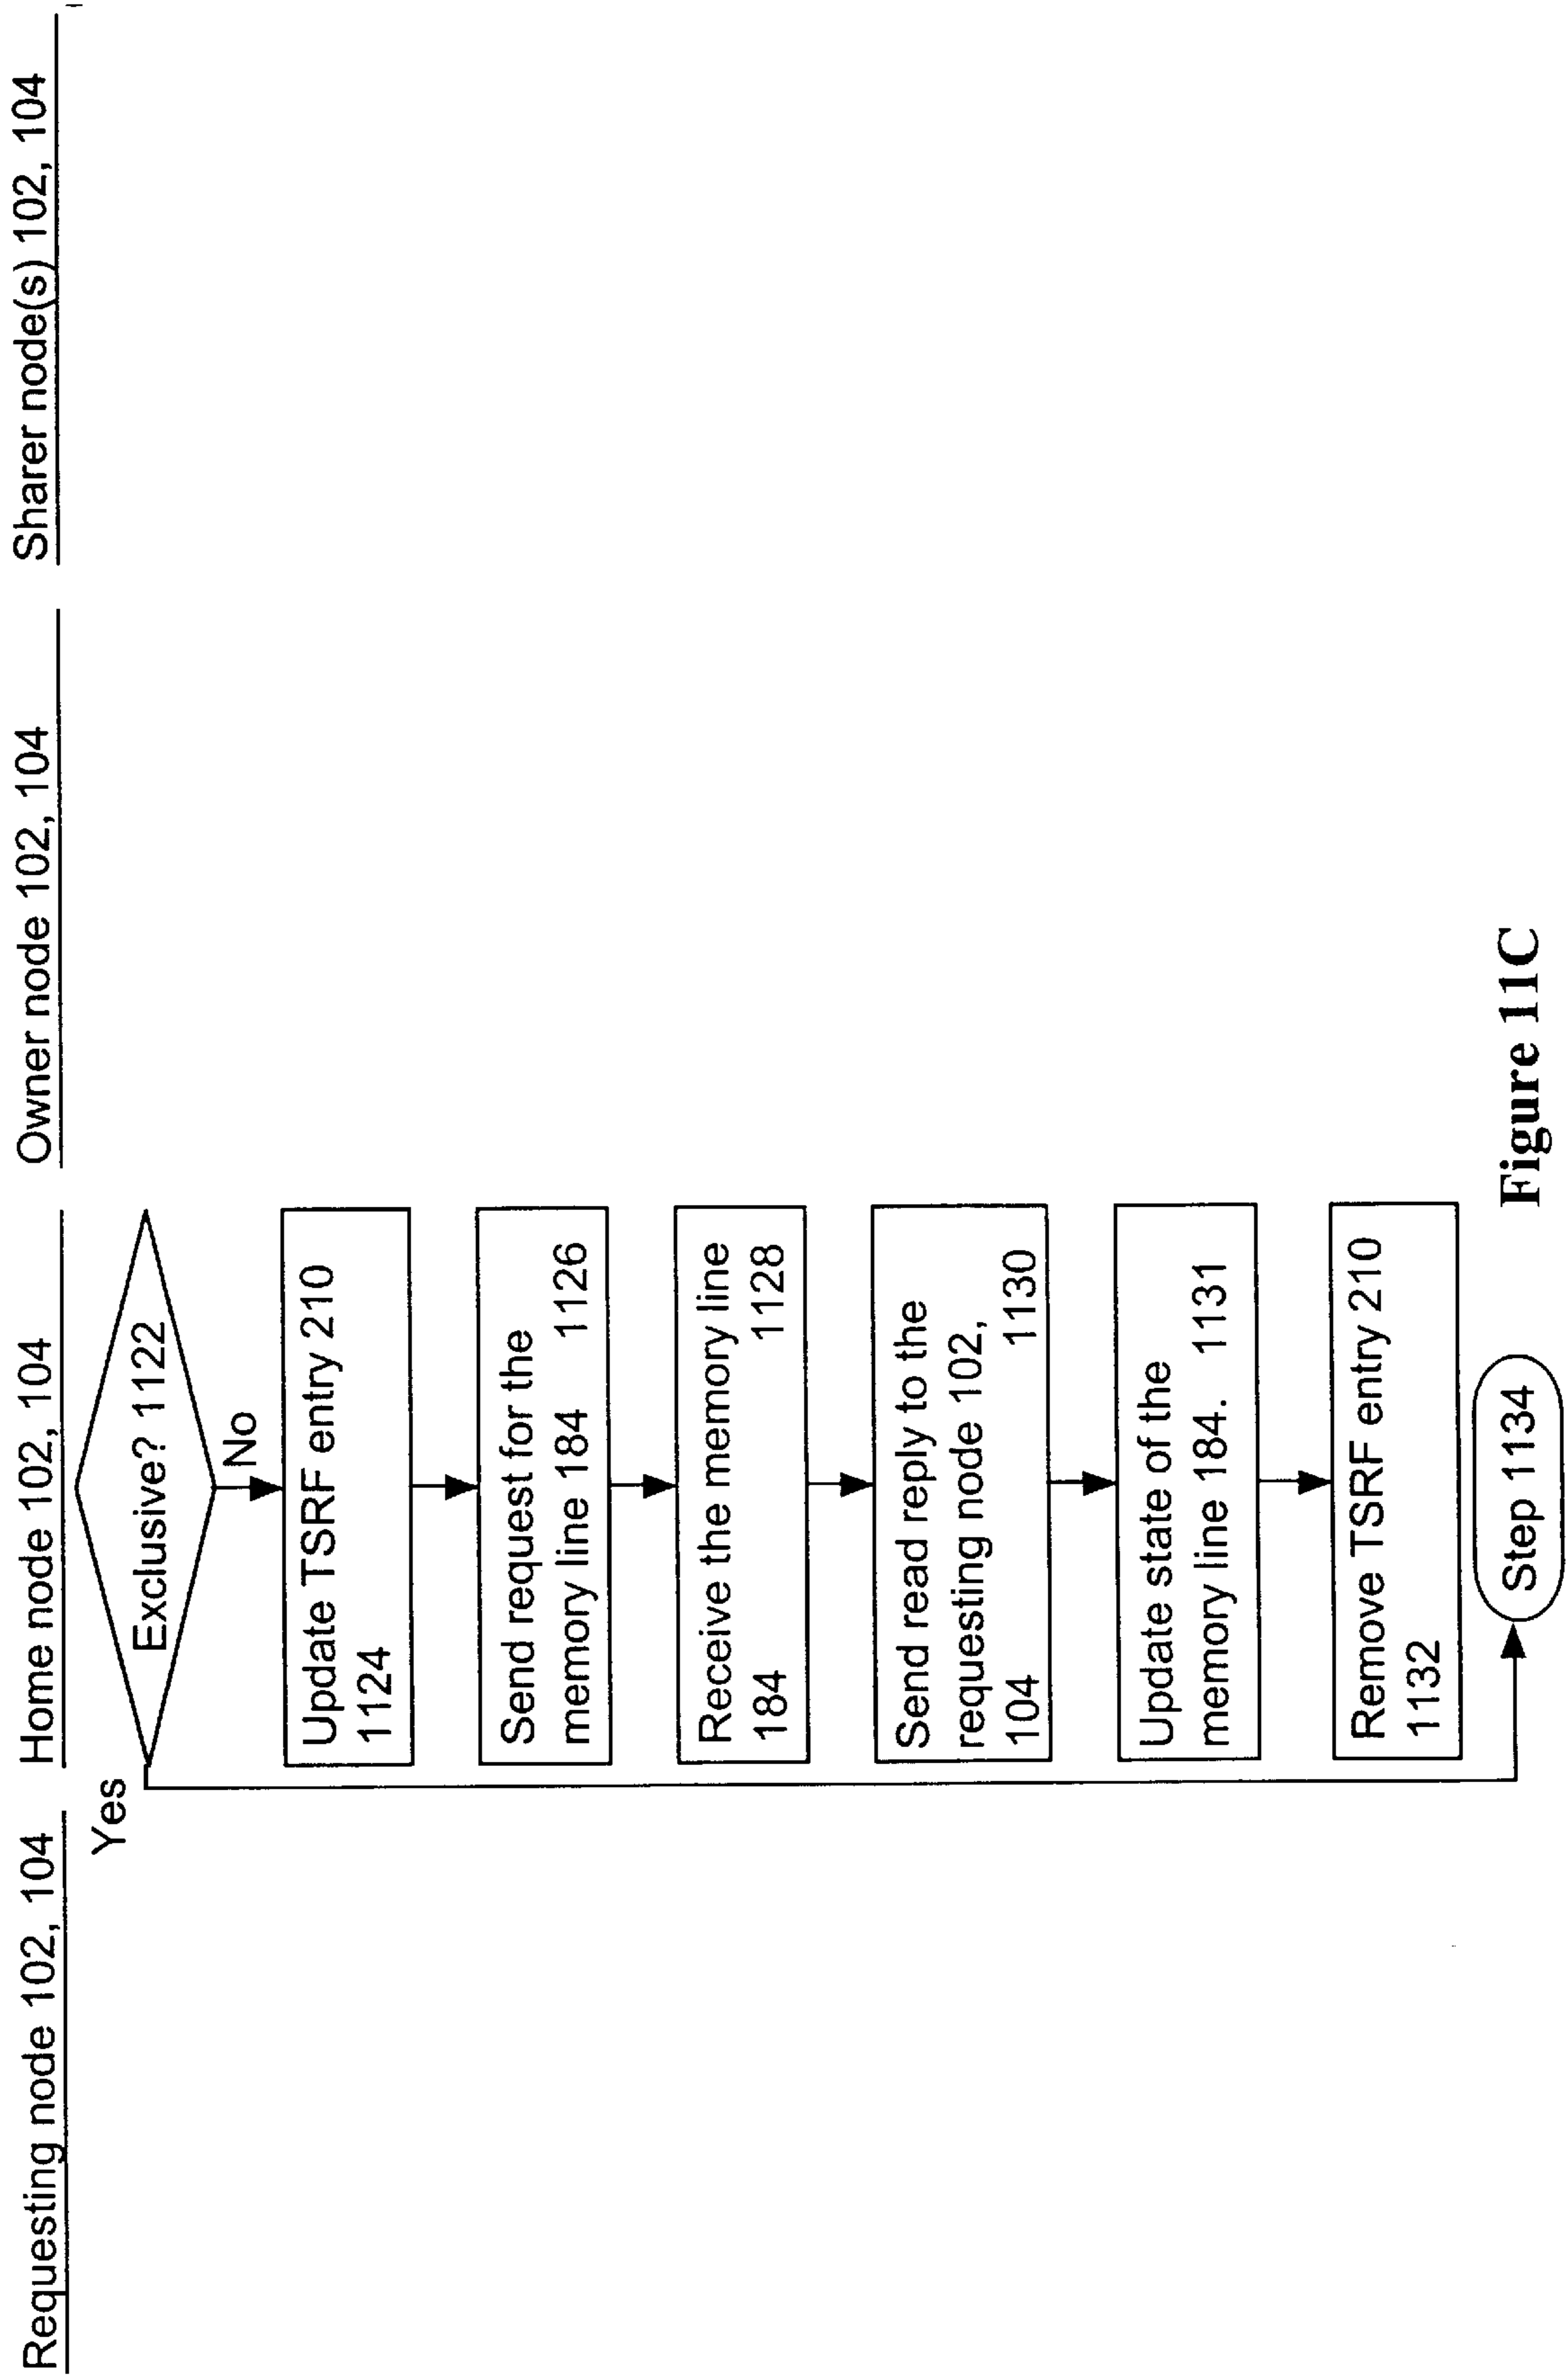 Requesting node 102, 104
Home node 102, 104
Owner node 102, 104
Sharer node(s) 102, 104
Yes
Exclusive? 1122
No
Update TSRF entry 210
1124
Send request for the
memory line 184 1126
Receive the memory line
184 1128
Send read reply to the
requesting node 102,
104 1130
Update state of the
memory line 184. 1131
Remove TSRF entry 210
1132
Step 1134
Figure 11C